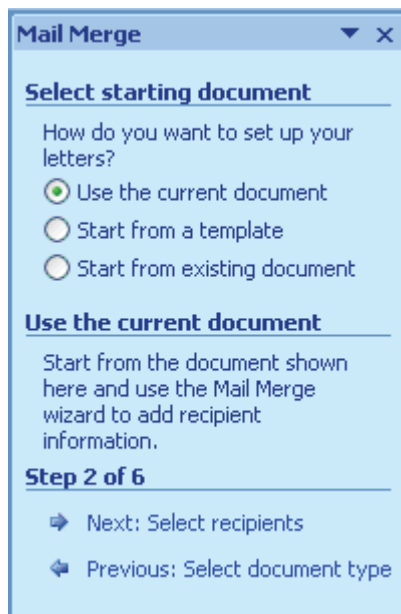 Mail Merge
Select starting document
How do you want to set up your
letters?
Use the current document
Start from a template
Start from existing document
Use the current document
Start from the document shown
here and use the Mail Merge
wizard to add recipient
information.
Step 2 of 6
Next: Select recipients
Previous: Select document type